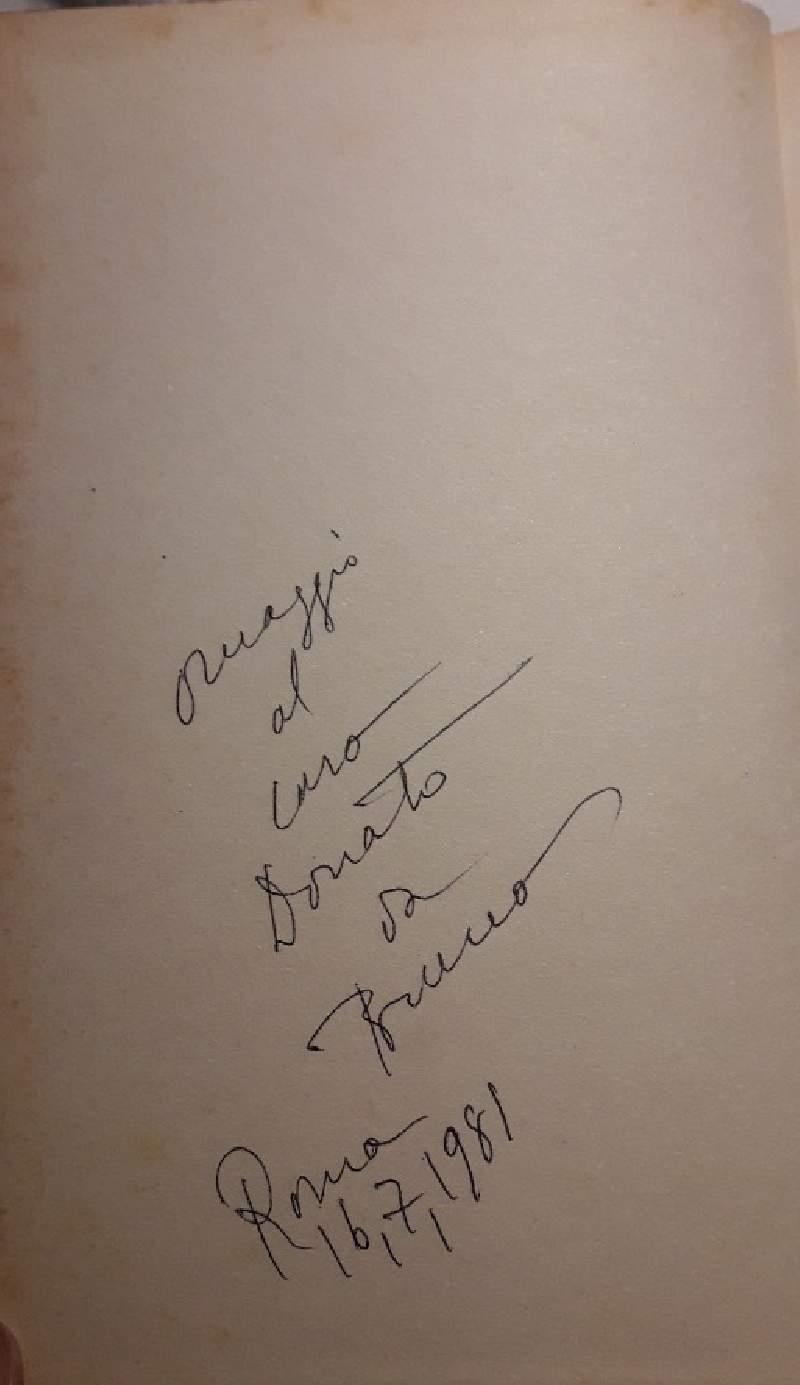 omaggio
al
caro
Donato
da
Bruno
Roma
16,7,1981